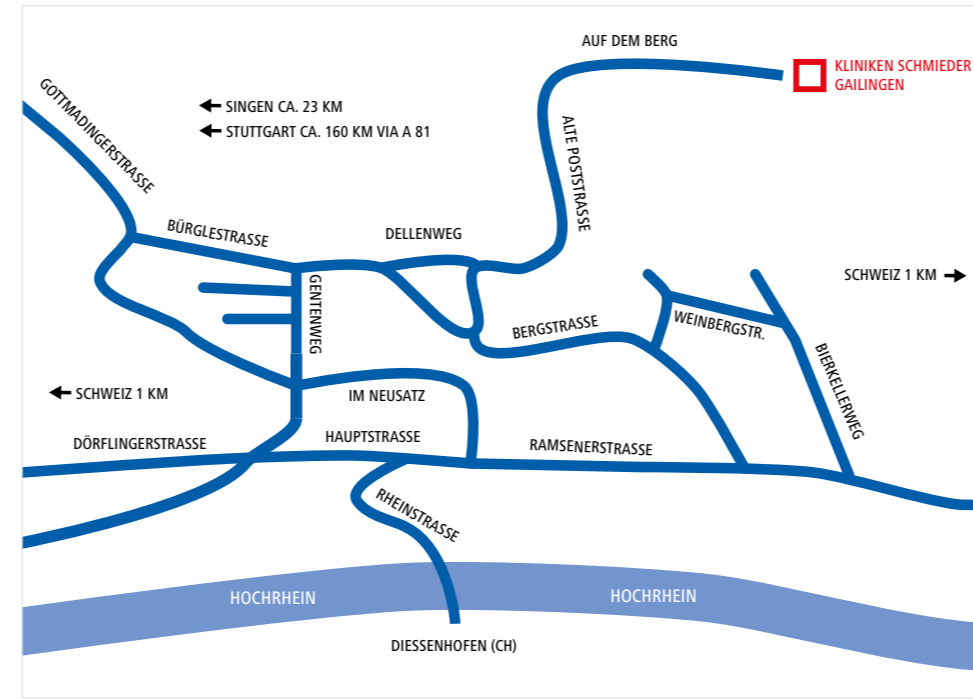 AUF DEM BERG
KLINIKEN SCHMIEDER
GAILINGEN
GOTTMADINGERSTRASSE
← SINGEN CA. 23 KM
← STUTTGART CA. 160 KM VIA A 81
ALTE POSTSTRASSE
BÜRGLESTRASSE
DELLENWEG
SCHWEIZ 1 KM →
GENTENWEG
BERGSTRASSE
WEINBERGSTR.
BIERKELLERWEG
← SCHWEIZ 1 KM
IM NEUSATZ
DÖRFLINGERSTRASSE
HAUPTSTRASSE
RAMSENERSTRASSE
RHEINSTRASSE
HOCHRHEIN
HOCHRHEIN
DIESSENHOFEN (CH)